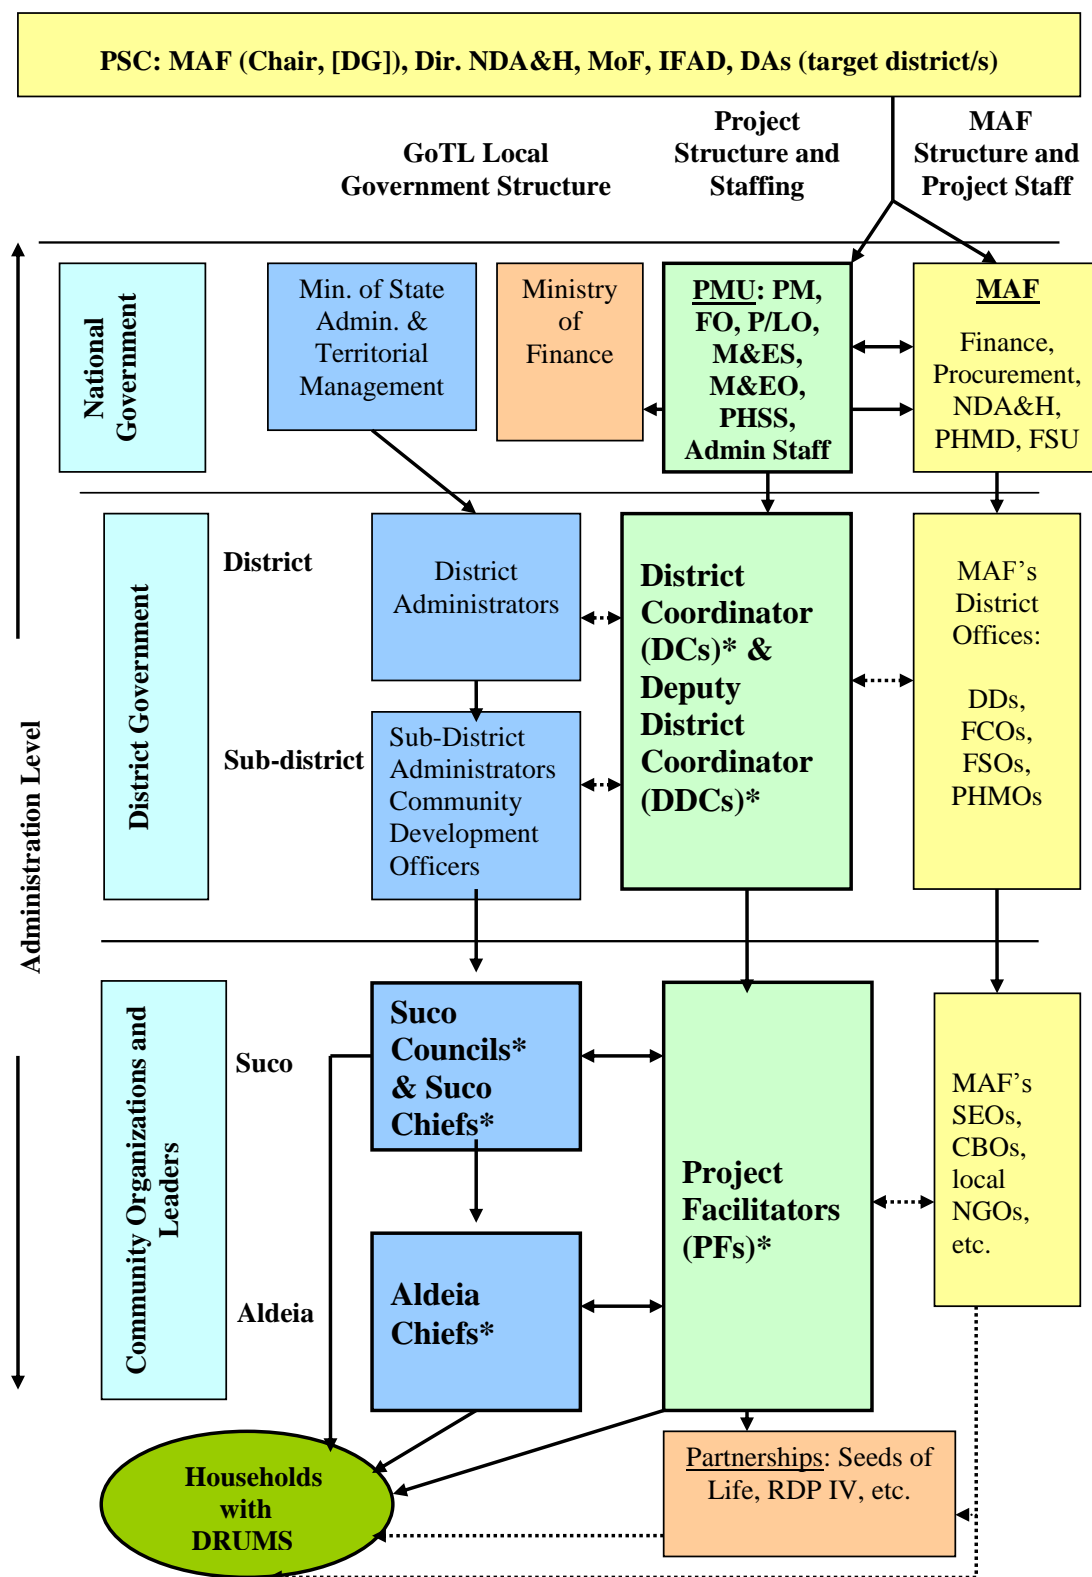 PSC: MAF (Chair, [DG]), Dir. NDA&H, MoF, IFAD, DAs (target district/s)
GoTL Local
Government Structure
Project
Structure and
Staffing
MAF
Structure and
Project Staff
Administration Level
National
Government
Min. of State
Admin. &
Territorial
Management
Ministry
of
Finance
PMU: PM,
FO, P/LO,
M&ES,
M&EO,
PHSS,
Admin Staff
MAF
Finance,
Procurement,
NDA&H,
PHMD, FSU
District Government
District
District
Administrators
District
Coordinator
(DCs)* &
Deputy
District
Coordinator
(DDCs)*
MAF’s
District
Offices:
DDs,
FCOs,
FSOs,
PHMOs
Sub-district
Sub-District
Administrators
Community
Development
Officers
Community Organizations and
Leaders
Suco
Suco
Councils*
& Suco
Chiefs*
Project
Facilitators
(PFs)*
MAF’s
SEOs,
CBOs,
local
NGOs,
etc.
Aldeia
Aldeia
Chiefs*
Households
with
DRUMS
Partnerships: Seeds of
Life, RDP IV, etc.